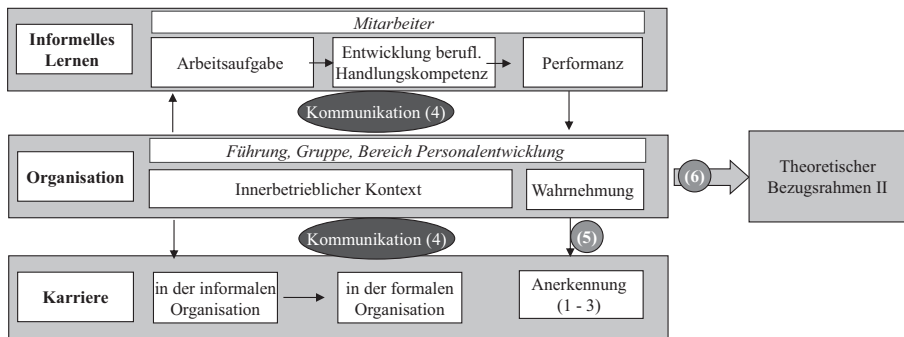 Mitarbeiter
Informelles
Lernen
Arbeitsaufgabe
Entwicklung berufl.
Handlungskompetenz
Performanz
Kommunikation (4)
Führung, Gruppe, Bereich Personalentwicklung
Organisation
Innerbetrieblicher Kontext
Wahrnehmung
(6)
Theoretischer
Bezugsrahmen II
Kommunikation (4)
(5)
Karriere
in der informalen
Organisation
in der formalen
Organisation
Anerkennung
(1 - 3)